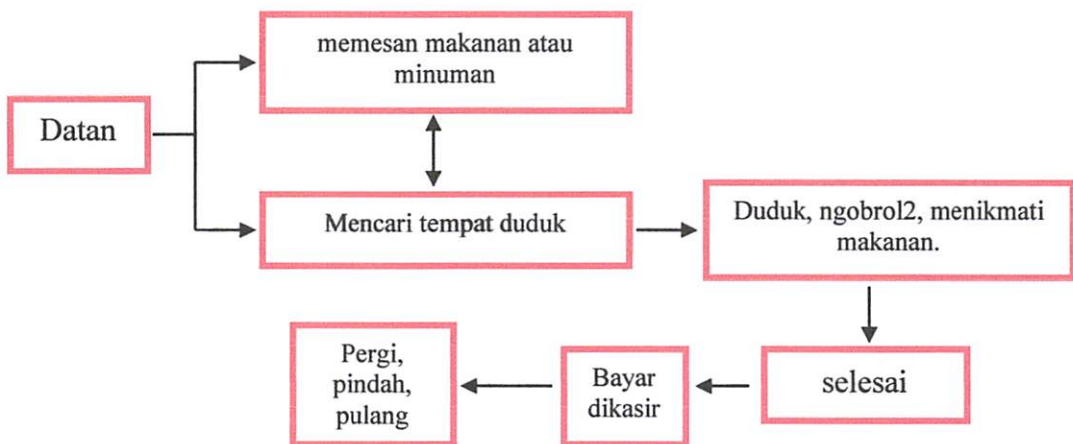 memesan makanan atau
minuman
Datan
Mencari tempat duduk
Duduk, ngobrol2, menikmati
makanan.
selesai
Bayar
dikasir
Pergi,
pindah,
pulang